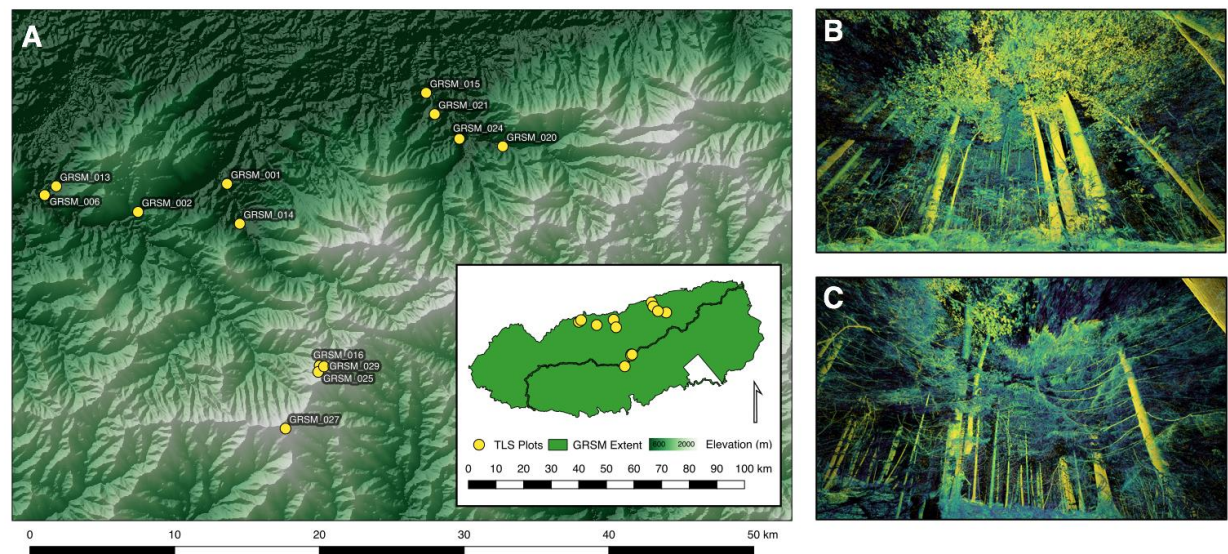 A
GRSM_015
GRSM_021
GRSM_024
GRSM_020
GRSM_013
GRSM_006
GRSM_002
GRSM_001
GRSM_014
GRSM_016
GRSM_029
GRSM_025
GRSM_027
TLS Plots GRSM Extent 800 2000 Elevation (m)
0 10 20 30 40 50 60 70 80 90 100 km
0 10 20 30 40 50 km
B
C